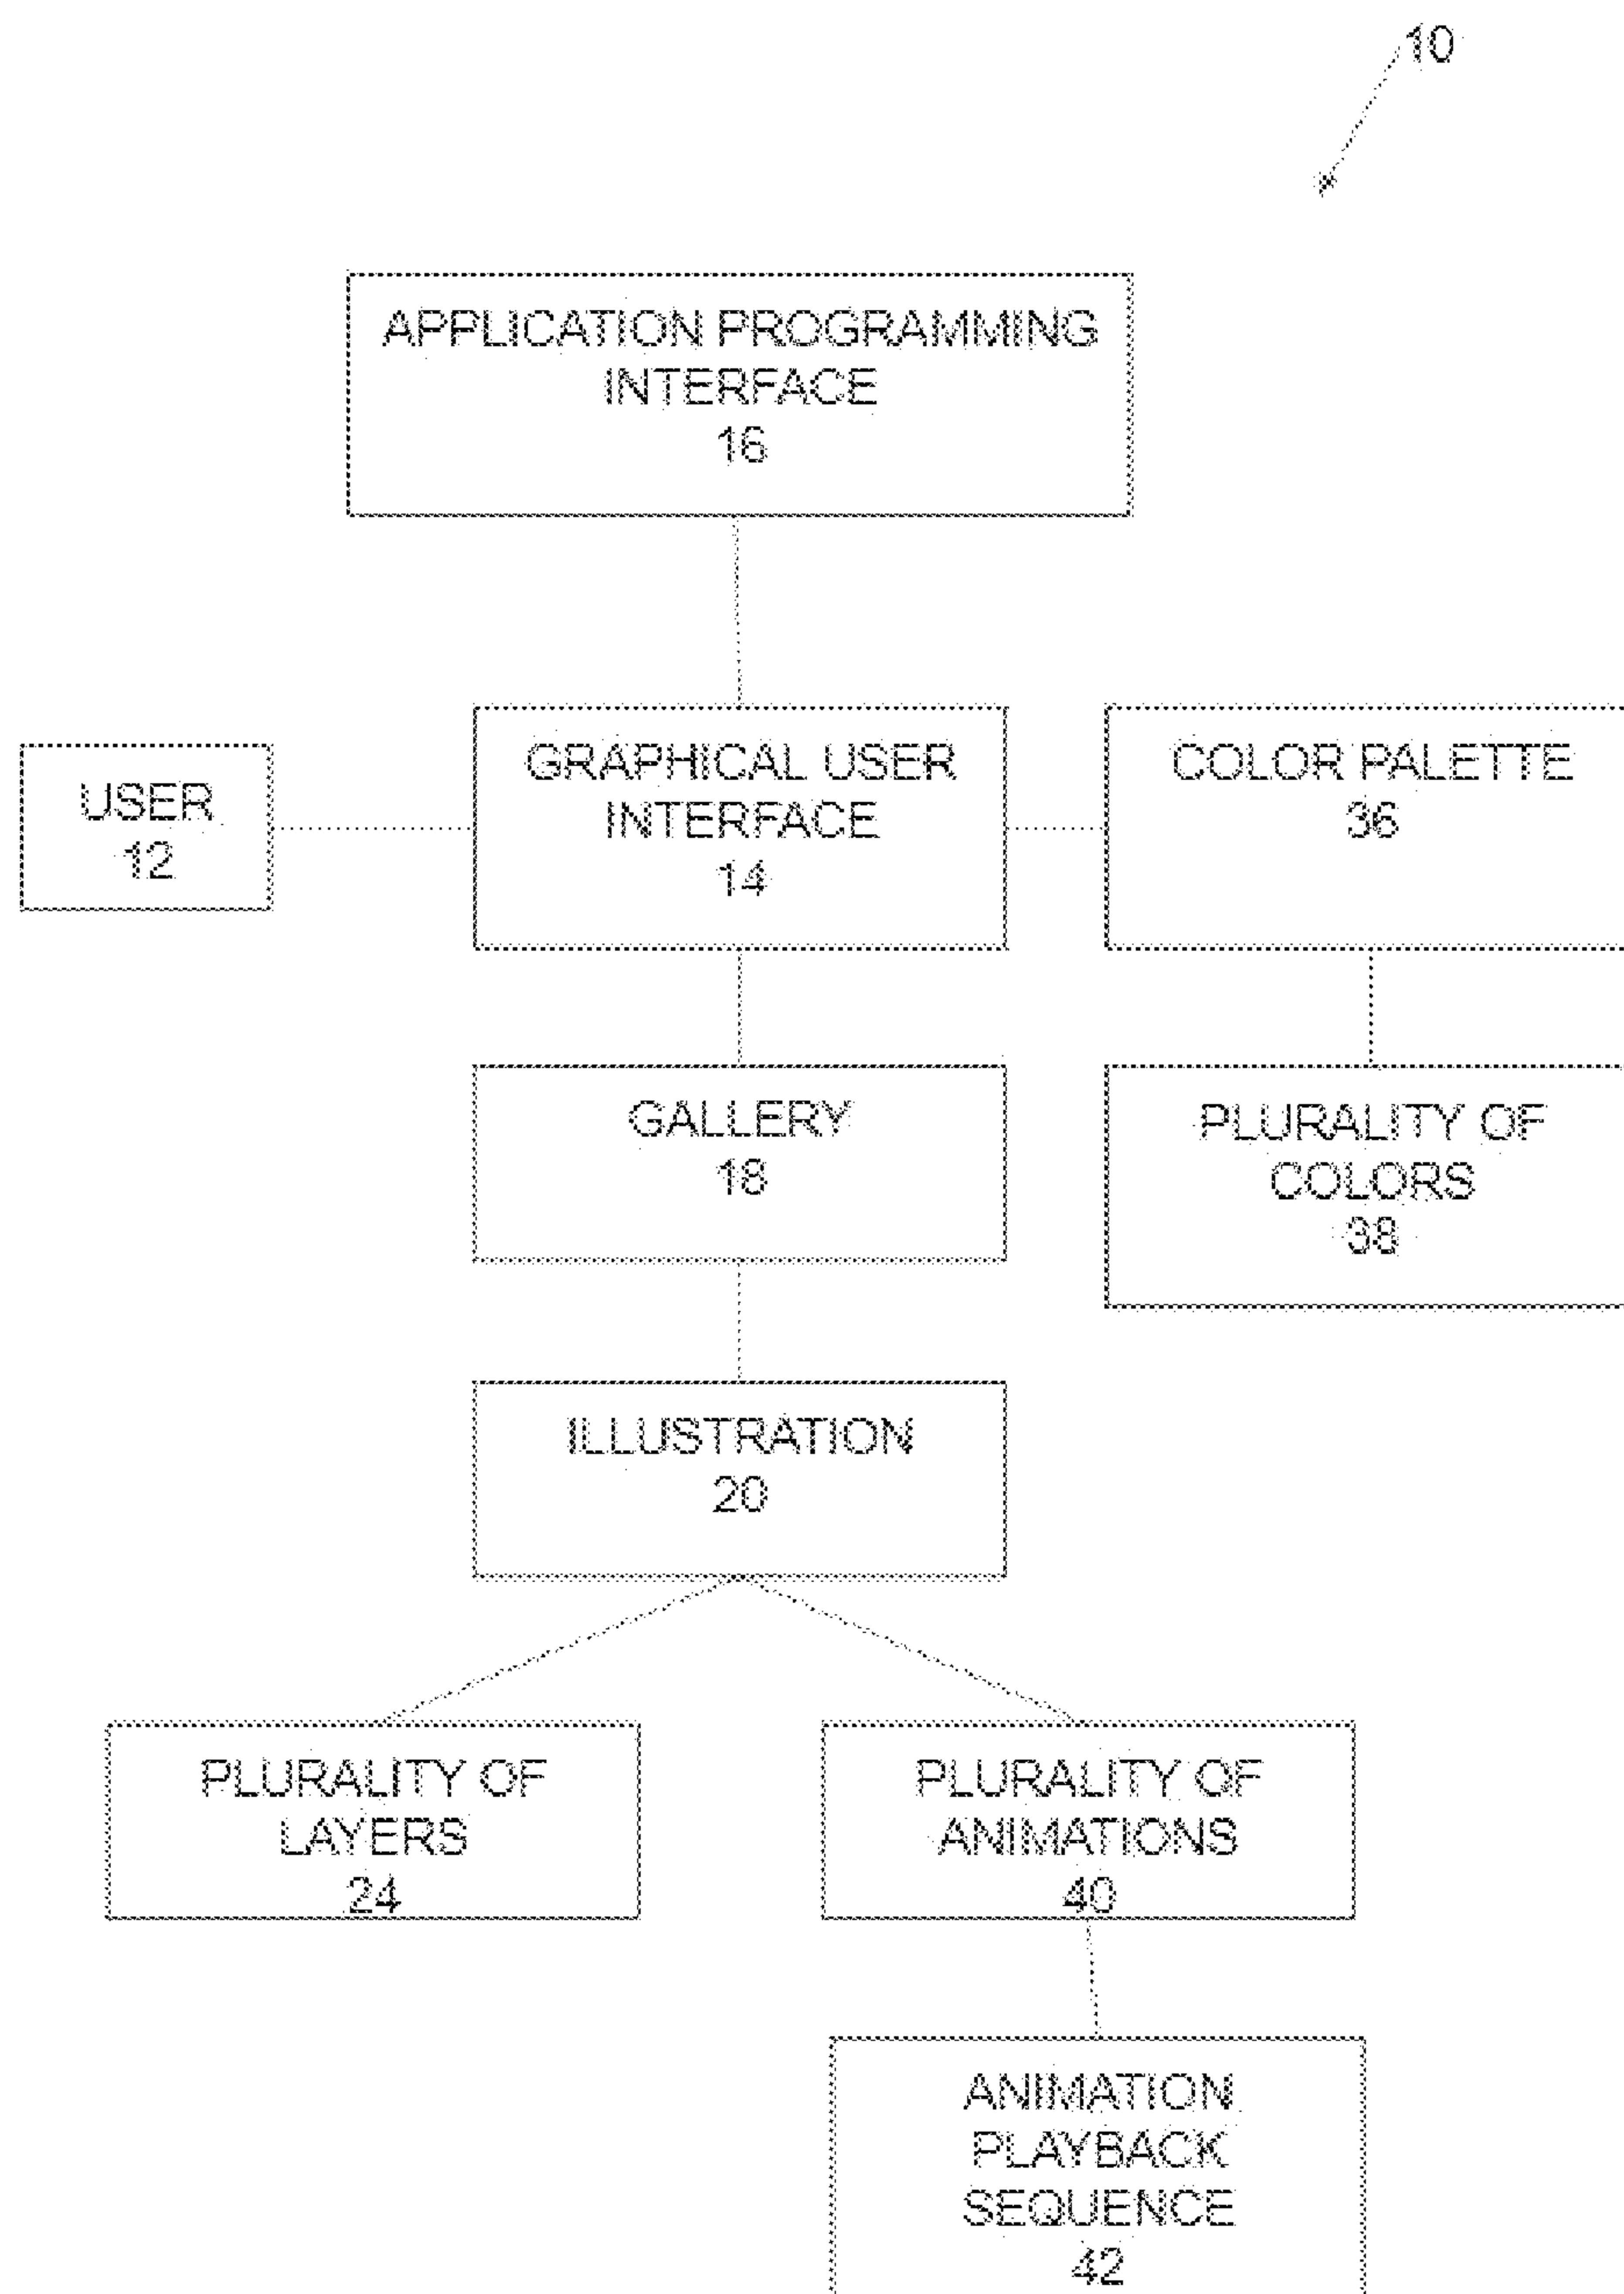 10
APPLICATION PROGRAMMING
INTERFACE
16
USER
12
GRAPHICAL USER
INTERFACE
14
COLOR PALETTE
36
GALLERY
18
PLURALITY OF
COLORS
38
ILLUSTRATION
20
PLURALITY OF
LAYERS
24
PLURALITY OF
ANIMATIONS
40
ANIMATION
PLAYBACK
SEQUENCE
42